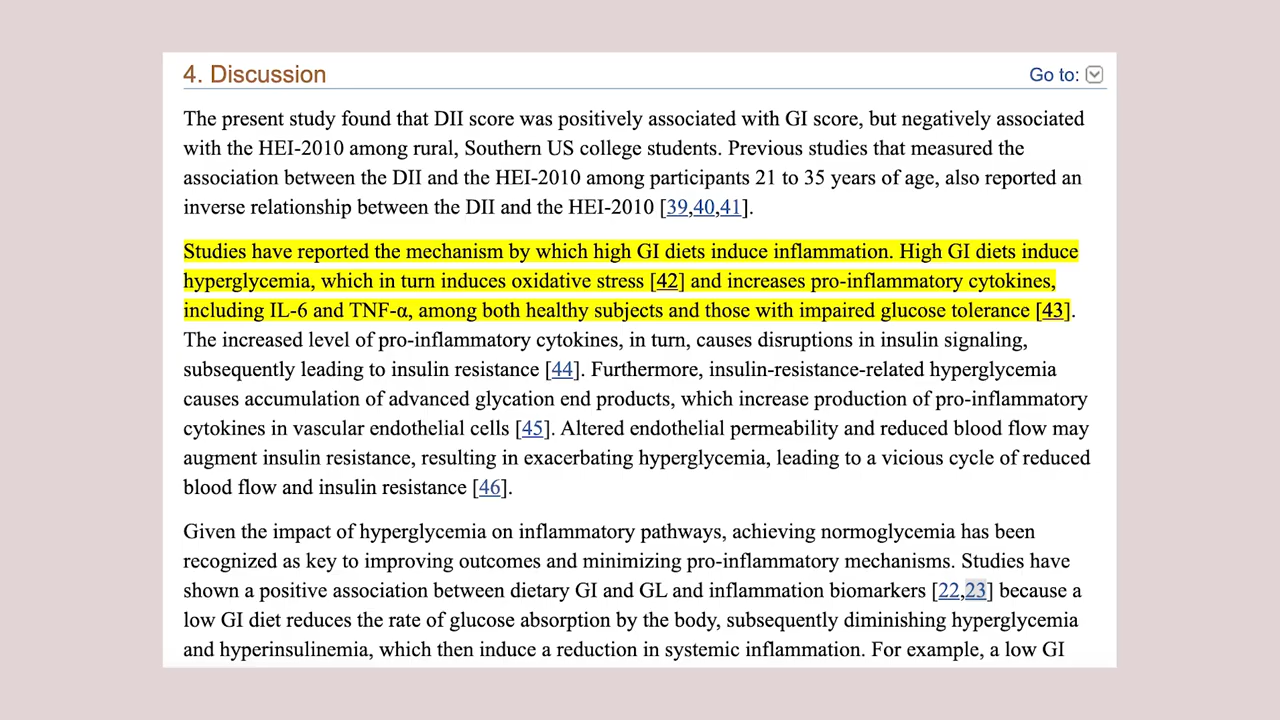 4. Discussion
Go to:
The present study found that DII score was positively associated with GI score, but negatively associated
with the HEI-2010 among rural, Southern US college students. Previous studies that measured the
association between the DII and the HEI-2010 among participants 21 to 35 years of age, also reported an
inverse relationship between the DII and the HEI-2010 [39,40,41].
Studies have reported the mechanism by which high GI diets induce inflammation. High GI diets induce
hyperglycemia, which in turn induces oxidative stress [42] and increases pro-inflammatory cytokines,
including IL-6 and TNF-α, among both healthy subjects and those with impaired glucose tolerance [43].
The increased level of pro-inflammatory cytokines, in turn, causes disruptions in insulin signaling,
subsequently leading to insulin resistance [44]. Furthermore, insulin-resistance-related hyperglycemia
causes accumulation of advanced glycation end products, which increase production of pro-inflammatory
cytokines in vascular endothelial cells [45]. Altered endothelial permeability and reduced blood flow may
augment insulin resistance, resulting in exacerbating hyperglycemia, leading to a vicious cycle of reduced
blood flow and insulin resistance [46].
Given the impact of hyperglycemia on inflammatory pathways, achieving normoglycemia has been
recognized as key to improving outcomes and minimizing pro-inflammatory mechanisms. Studies have
shown a positive association between dietary GI and GL and inflammation biomarkers [22,23] because a
low GI diet reduces the rate of glucose absorption by the body, subsequently diminishing hyperglycemia
and hyperinsulinemia, which then induce a reduction in systemic inflammation. For example, a low GI